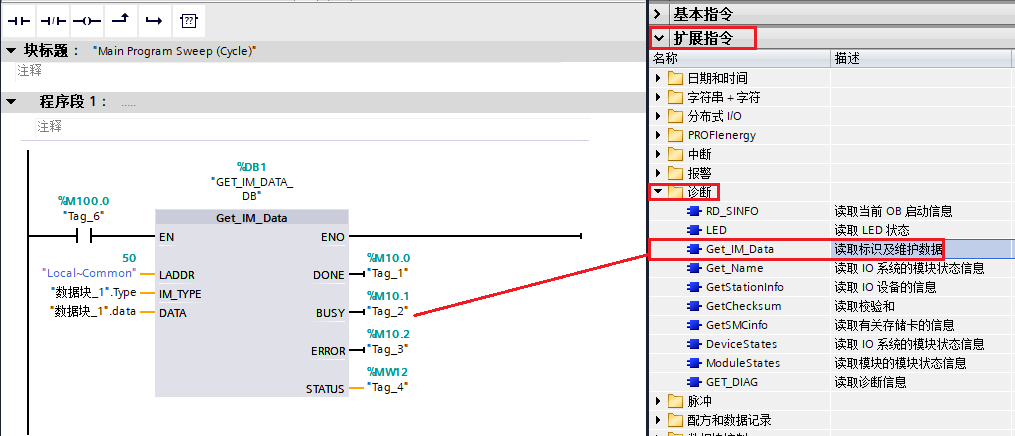 ??
块标题： "Main Program Sweep (Cycle)"
注释
程序段 1： .....
注释
%DB1
"GET_IM_DATA_
DB"
%M100.0
"Tag_6"
Get_IM_Data
EN
ENO
50
"Local~Common"
LADDR
"数据块_1".Type
IM_TYPE
"数据块_1".data
DATA
%M10.0
DONE
"Tag_1"
%M10.1
BUSY
"Tag_2"
%M10.2
ERROR
"Tag_3"
%MW12
STATUS
"Tag_4"
基本指令
扩展指令
名称 描述
日期和时间
字符串 + 字符
分布式 I/O
PROFIenergy
中断
报警
诊断
RD_SINFO 读取当前 OB 启动信息
LED 读取 LED 状态
Get_IM_Data 读取标识及维护数据
Get_Name 读取 IO 系统的模块状态信息
GetStationInfo 读取 IO 设备的信息
GetChecksum 读取校验和
GetSMCinfo 读取有关存储卡的信息
DeviceStates 读取 IO 系统的模块状态信息
ModuleStates 读取模块的模块状态信息
GET_DIAG 读取诊断信息
脉冲
配方和数据记录